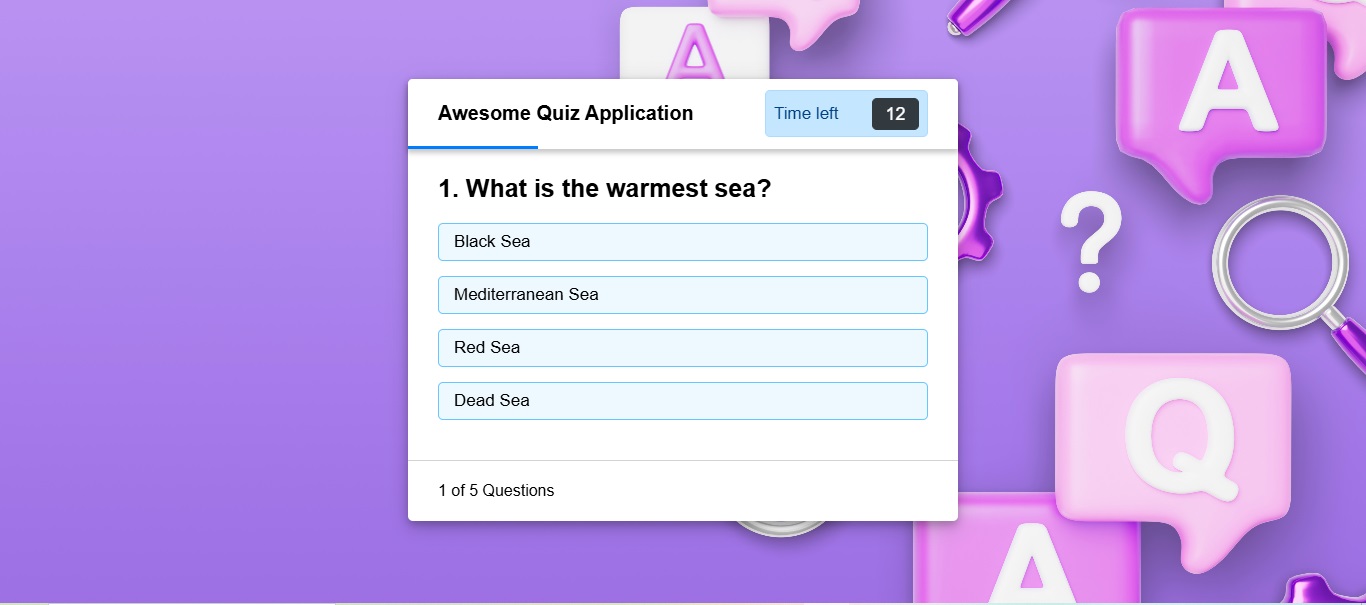 A
A
Awesome Quiz Application
Time left 12
1. What is the warmest sea?
Black Sea
?
Mediterranean Sea
Red Sea
Dead Sea
Q
1 of 5 Questions
A